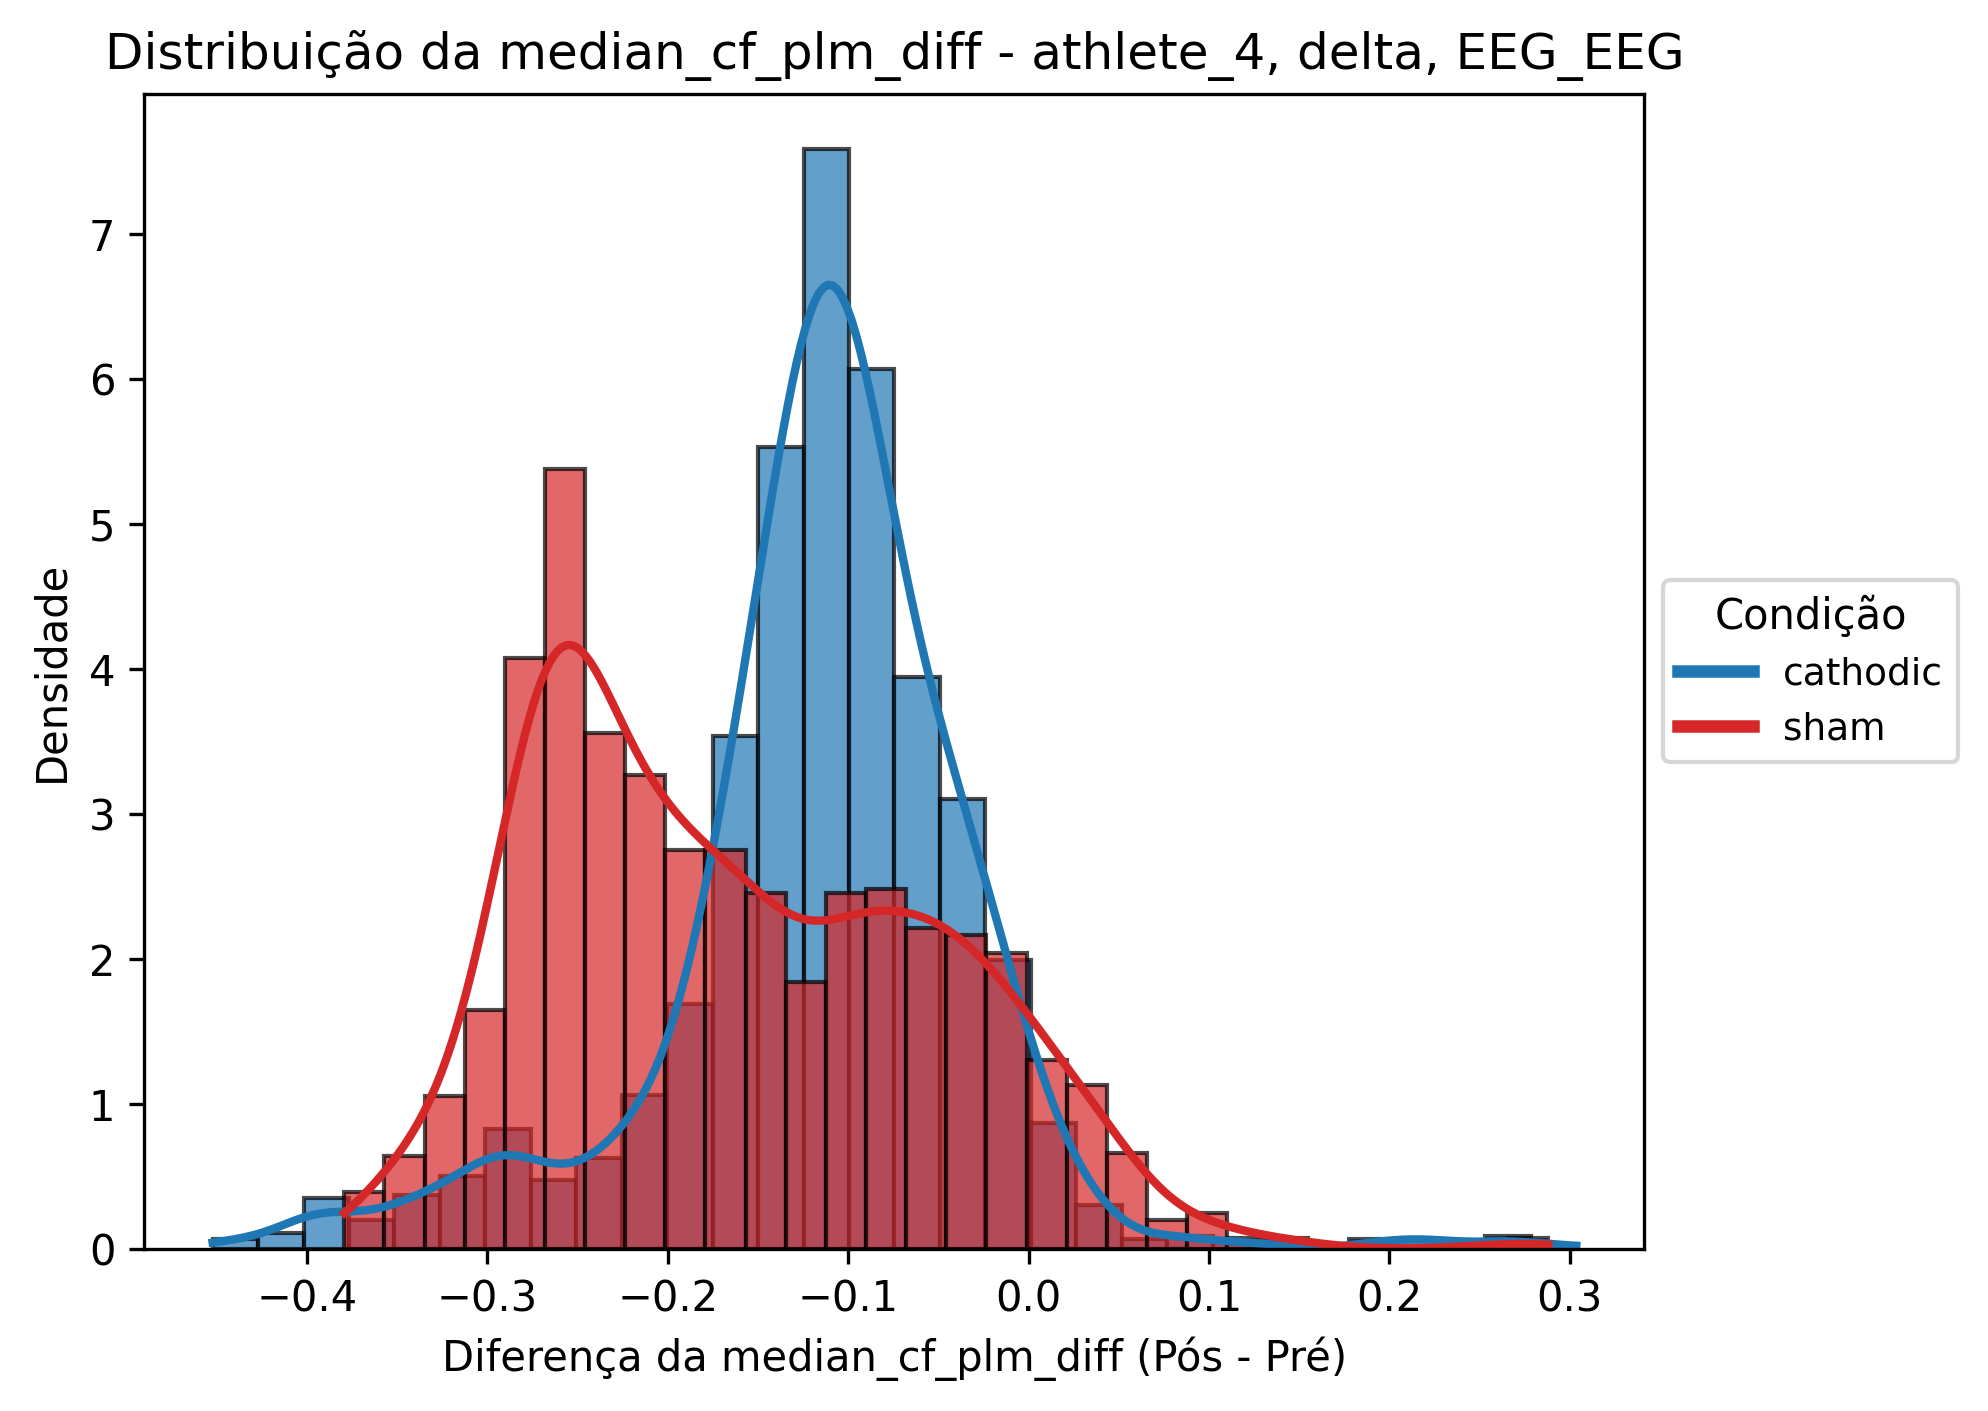 Distribuição da median_cf_plm_diff - athlete_4, delta, EEG_EEG
Densidade
7
6
5
4
3
2
1
0
−0.4 −0.3 −0.2 −0.1 0.0 0.1 0.2 0.3
Diferença da median_cf_plm_diff (Pós - Pré)
Condição
cathodic
sham